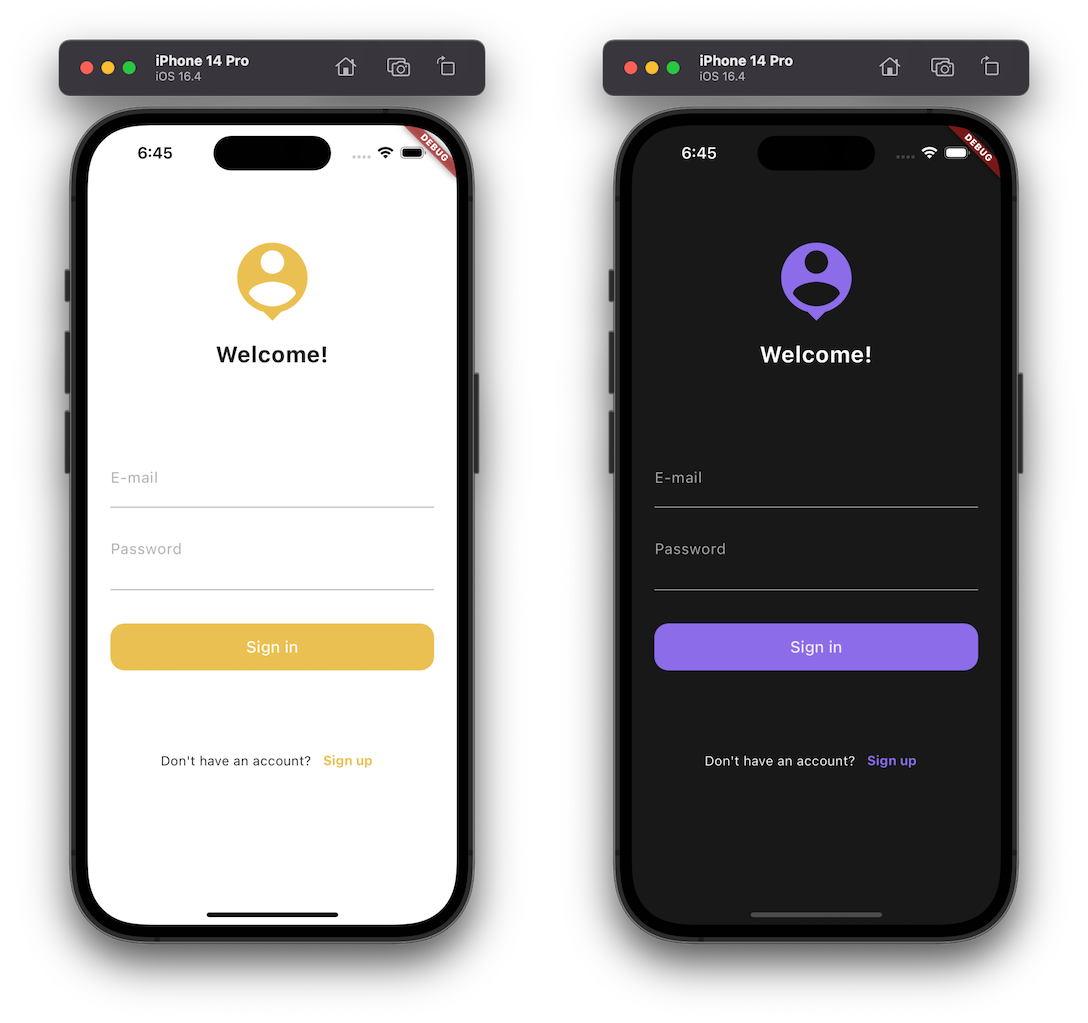 iPhone 14 Pro
iOS 16.4
6:45
DEBUG
Welcome!
E-mail
Password
Sign in
Don't have an account? Sign up
iPhone 14 Pro
iOS 16.4
6:45
DEBUG
Welcome!
E-mail
Password
Sign in
Don't have an account? Sign up